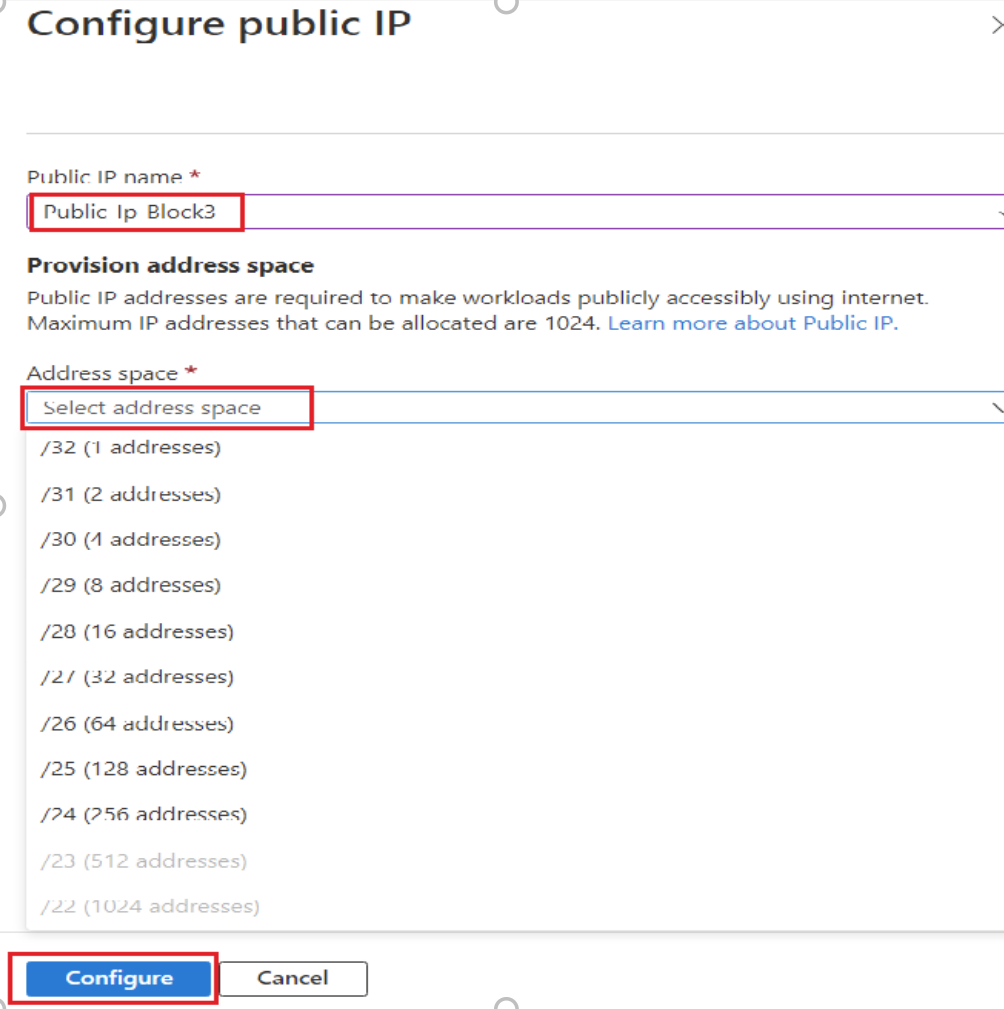 Configure public IP
Public IP name *
Public Ip Block3
Provision address space
Public IP addresses are required to make workloads publicly accessibly using internet.
Maximum IP addresses that can be allocated are 1024. Learn more about Public IP.
Address space *
Select address space
/32 (1 addresses)
/31 (2 addresses)
/30 (4 addresses)
/29 (8 addresses)
/28 (16 addresses)
/27 (32 addresses)
/26 (64 addresses)
/25 (128 addresses)
/24 (256 addresses)
/23 (512 addresses)
/22 (1024 addresses)
Configure Cancel